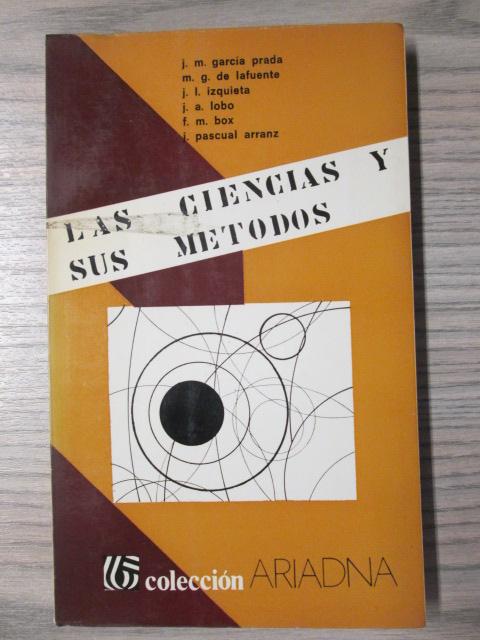 j. m. garcía prada
m. g. de lafuente
j. l. izquieta
j. a. lobo
f. m. box
j. pascual arranz
LAS CIENCIAS Y
SUS METODOS
colección ARIADNA